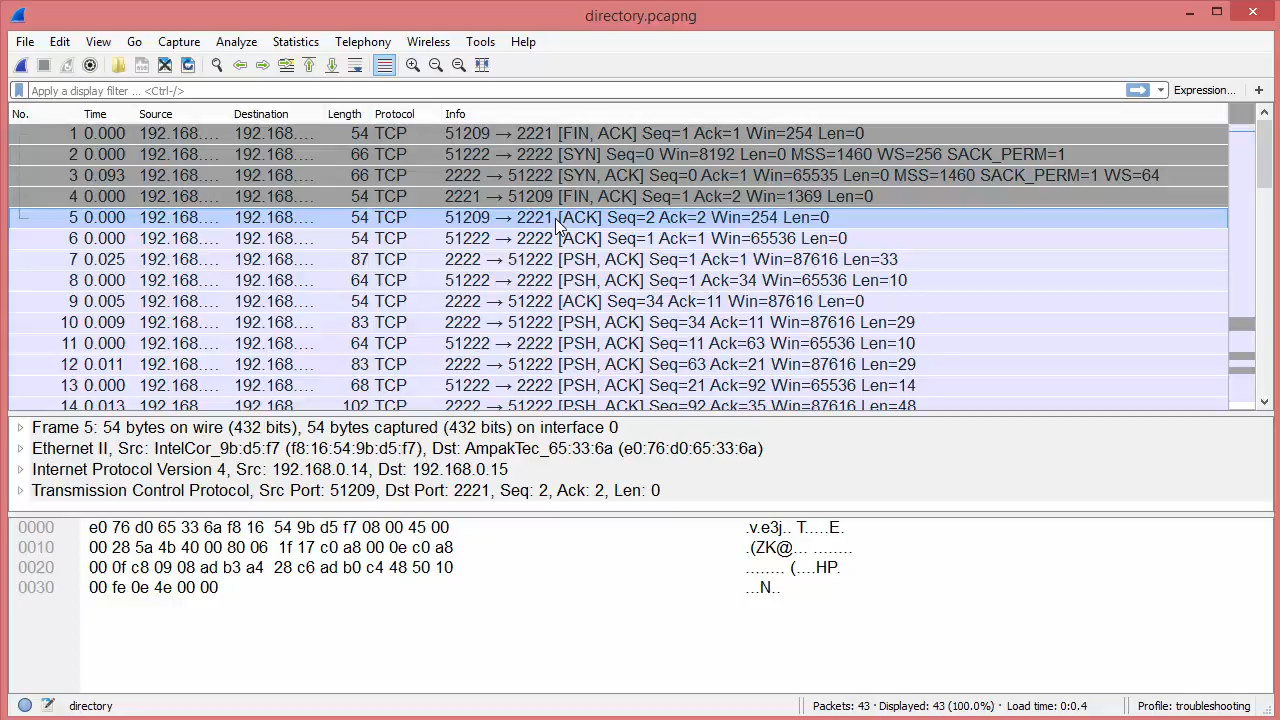 directory.pcapng
File Edit View Go Capture Analyze Statistics Telephony Wireless Tools Help
Apply a display filter ... <Ctrl-/> Expression... +
No. Time Source Destination Length Protocol Info
1 0.000 192.168.... 192.168.... 54 TCP 51209 → 2221 [FIN, ACK] Seq=1 Ack=1 Win=254 Len=0
2 0.000 192.168.... 192.168.... 66 TCP 51222 → 2222 [SYN] Seq=0 Win=8192 Len=0 MSS=1460 WS=256 SACK_PERM=1
3 0.093 192.168.... 192.168.... 66 TCP 2222 → 51222 [SYN, ACK] Seq=0 Ack=1 Win=65535 Len=0 MSS=1460 SACK_PERM=1 WS=64
4 0.000 192.168.... 192.168.... 54 TCP 2221 → 51209 [FIN, ACK] Seq=1 Ack=2 Win=1369 Len=0
5 0.000 192.168.... 192.168.... 54 TCP 51209 → 2221 [ACK] Seq=2 Ack=2 Win=254 Len=0
6 0.000 192.168.... 192.168.... 54 TCP 51222 → 2222 [ACK] Seq=1 Ack=1 Win=65536 Len=0
7 0.025 192.168.... 192.168.... 87 TCP 2222 → 51222 [PSH, ACK] Seq=1 Ack=1 Win=87616 Len=33
8 0.000 192.168.... 192.168.... 64 TCP 51222 → 2222 [PSH, ACK] Seq=1 Ack=34 Win=65536 Len=10
9 0.005 192.168.... 192.168.... 54 TCP 2222 → 51222 [ACK] Seq=34 Ack=11 Win=87616 Len=0
10 0.009 192.168.... 192.168.... 83 TCP 2222 → 51222 [PSH, ACK] Seq=34 Ack=11 Win=87616 Len=29
11 0.000 192.168.... 192.168.... 64 TCP 51222 → 2222 [PSH, ACK] Seq=11 Ack=63 Win=65536 Len=10
12 0.011 192.168.... 192.168.... 83 TCP 2222 → 51222 [PSH, ACK] Seq=63 Ack=21 Win=87616 Len=29
13 0.000 192.168.... 192.168.... 68 TCP 51222 → 2222 [PSH, ACK] Seq=21 Ack=92 Win=65536 Len=14
14 0.013 192.168 192.168 102 TCP 2222 → 51222 [PSH, ACK] Seq=92 Ack=35 Win=87616 Len=48
Frame 5: 54 bytes on wire (432 bits), 54 bytes captured (432 bits) on interface 0
Ethernet II, Src: IntelCor_9b:d5:f7 (f8:16:54:9b:d5:f7), Dst: AmpakTec_65:33:6a (e0:76:d0:65:33:6a)
Internet Protocol Version 4, Src: 192.168.0.14, Dst: 192.168.0.15
Transmission Control Protocol, Src Port: 51209, Dst Port: 2221, Seq: 2, Ack: 2, Len: 0
0000 e0 76 d0 65 33 6a f8 16 54 9b d5 f7 08 00 45 00 .v.e3j.. T.....E.
0010 00 28 5a 4b 40 00 80 06 1f 17 c0 a8 00 0e c0 a8 .(ZK@... ........
0020 00 0f c8 09 08 ad b3 a4 28 c6 ad b0 c4 48 50 10 ........ (....HP.
0030 00 fe 0e 4e 00 00 ...N..
directory Packets: 43 · Displayed: 43 (100.0%) · Load time: 0:0.4 Profile: troubleshooting